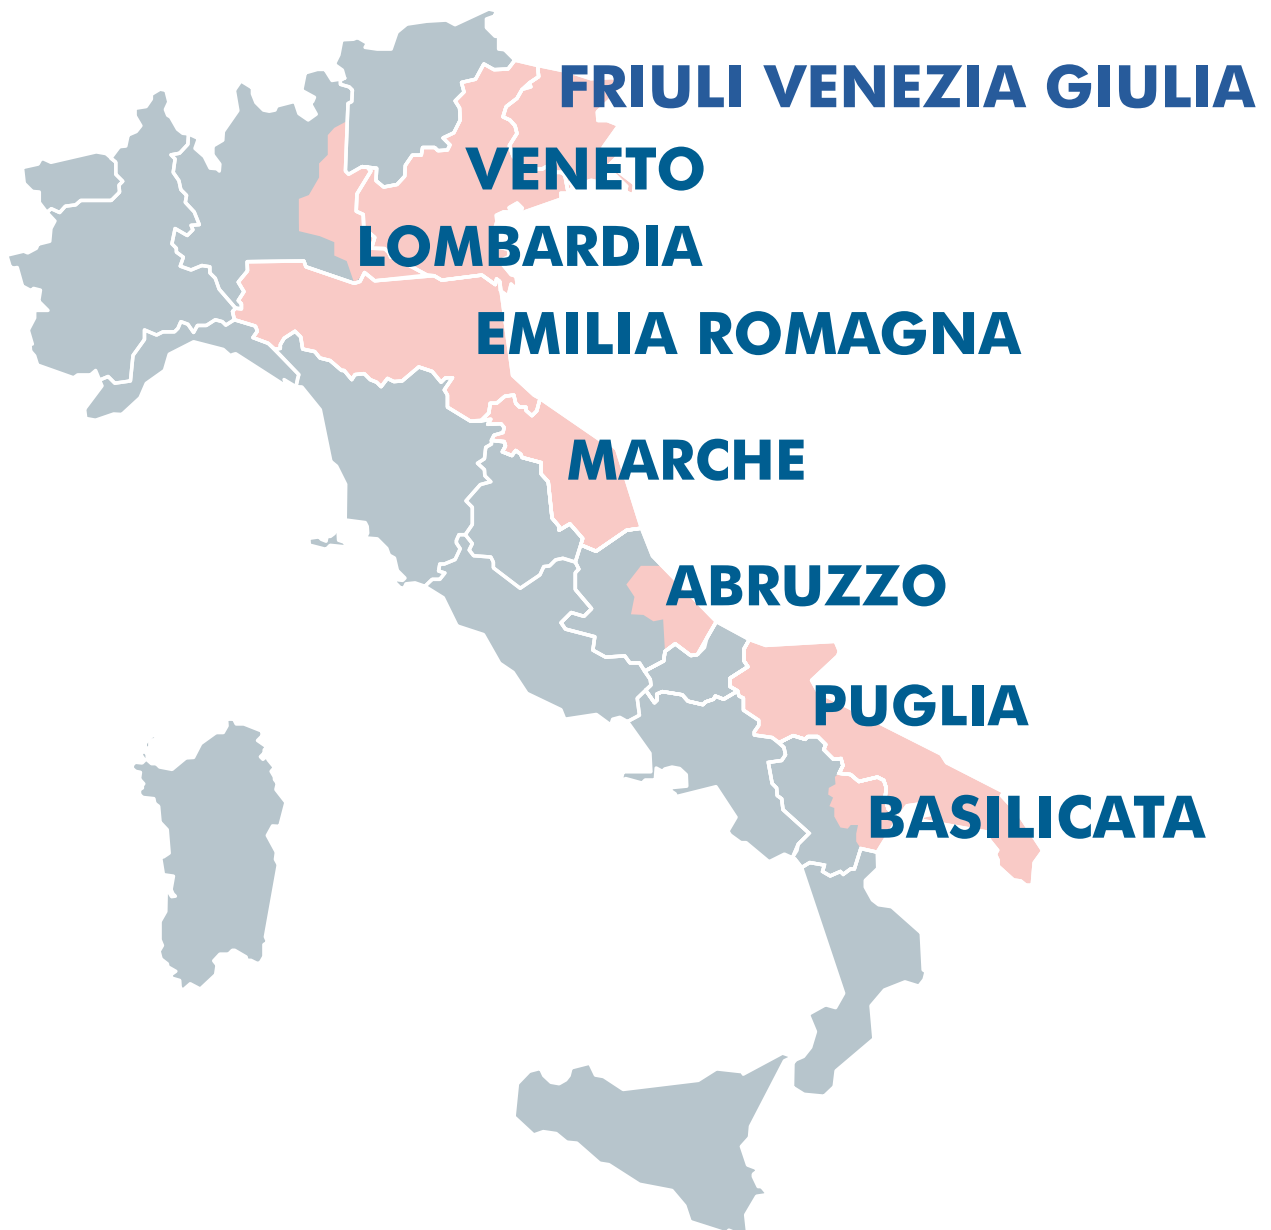 FRIULI VENEZIA GIULIA
VENETO
LOMBARDIA
EMILIA ROMAGNA
MARCHE
ABRUZZO
PUGLIA
BASILICATA